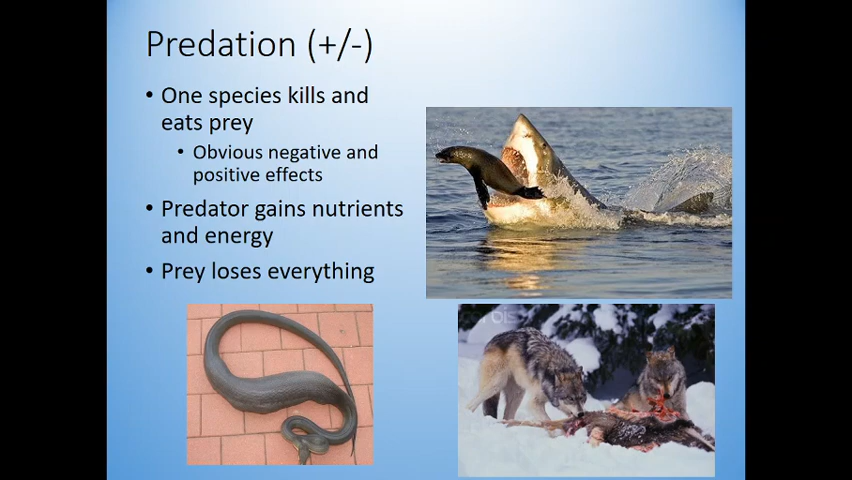 Predation (+/-)
• One species kills and
eats prey
• Obvious negative and
positive effects
• Predator gains nutrients
and energy
• Prey loses everything